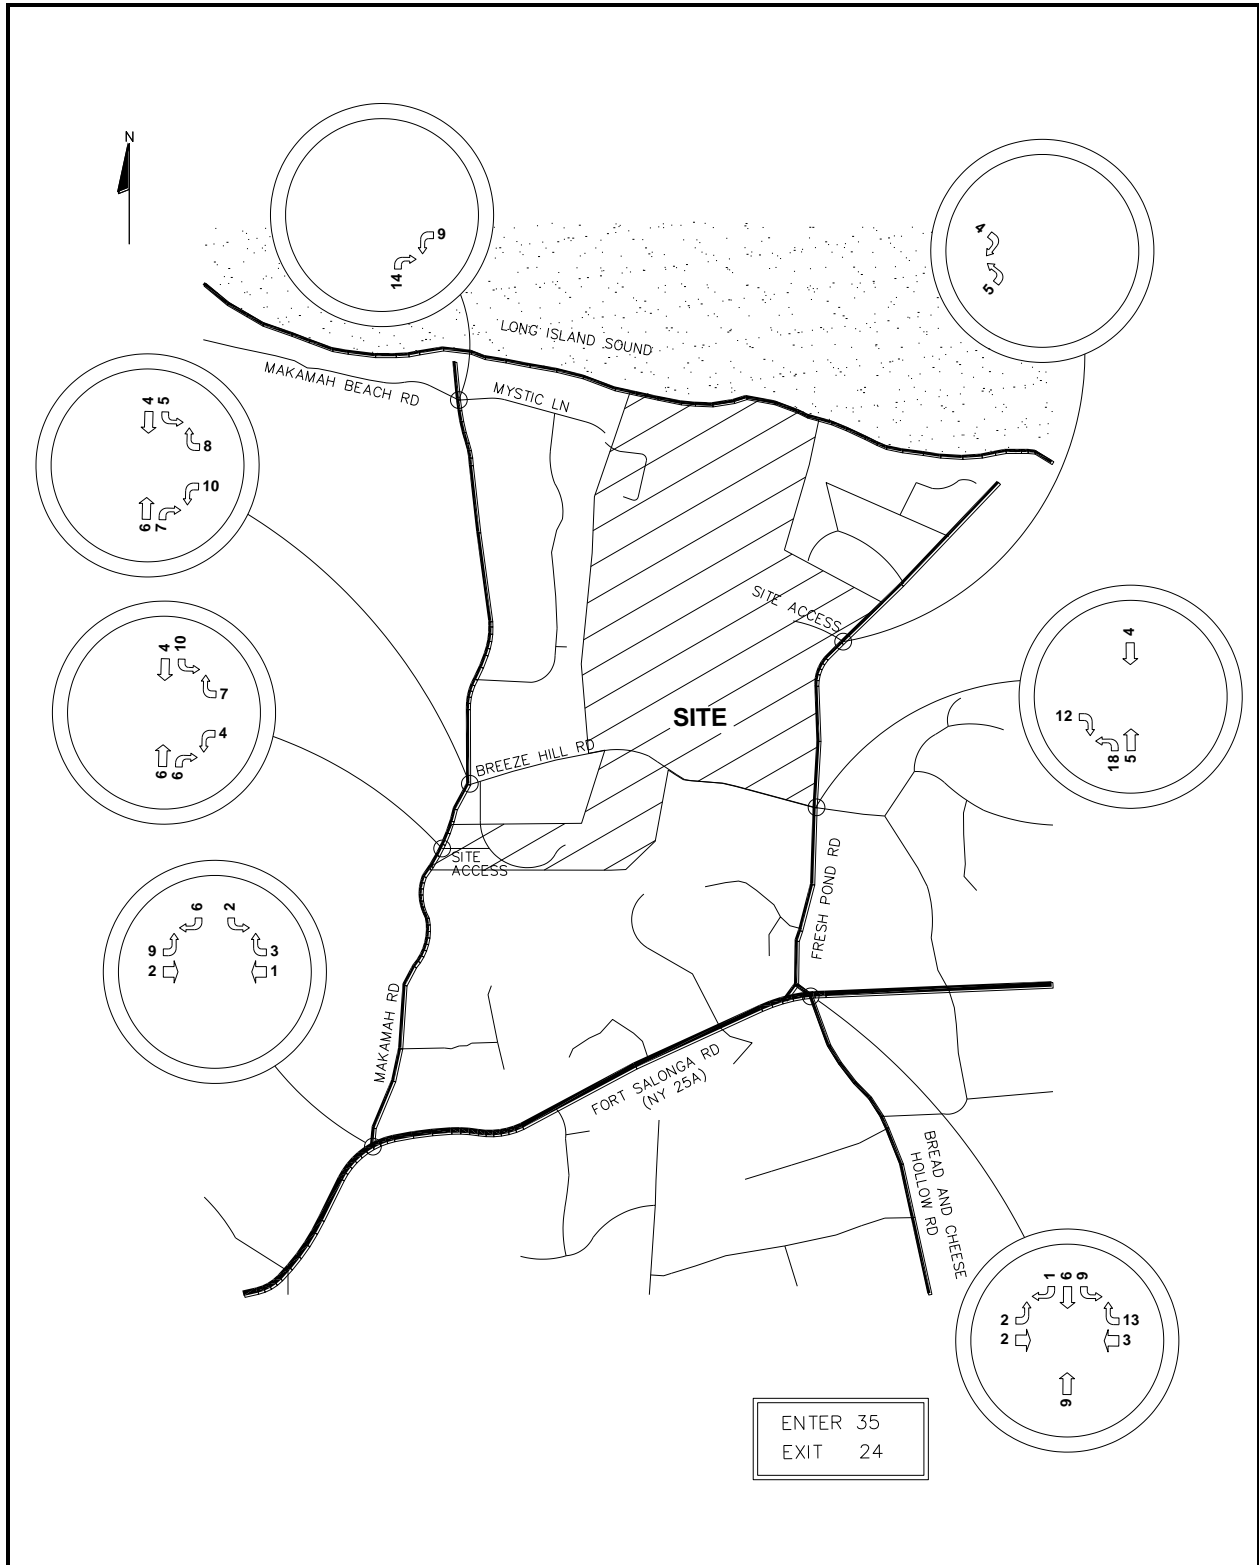 N
9
14
4
5
LONG ISLAND SOUND
MAKAMAH BEACH RD
MYSTIC LN
4 5
8
10
6 7
SITE ACCESS
4
12
18 5
4 10
7
4
6 6
SITE
BREEZE HILL RD
SITE
ACCESS
FRESH POND RD
6 2
9 3
2 1
MAKAMAH RD
FORT SALONGA RD
(NY 25A)
BREAD AND CHEESE
HOLLOW RD
1 6 9
2 13
2 3
9
ENTER 35
EXIT 24